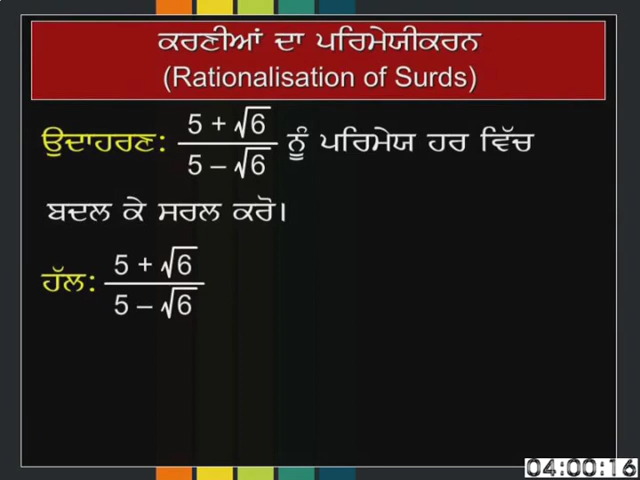 ਕਰਣੀਆਂ ਦਾ ਪਰਿਮੇਯੀਕਰਨ
(Rationalisation of Surds)
ਉਦਾਹਰਣ: (5 + √6)/(5 – √6) ਨੂੰ ਪਰਿਮੇਯ ਹਰ ਵਿੱਚ
ਬਦਲ ਕੇ ਸਰਲ ਕਰੋ।
ਹੱਲ: (5 + √6)/(5 – √6)
04:00:16